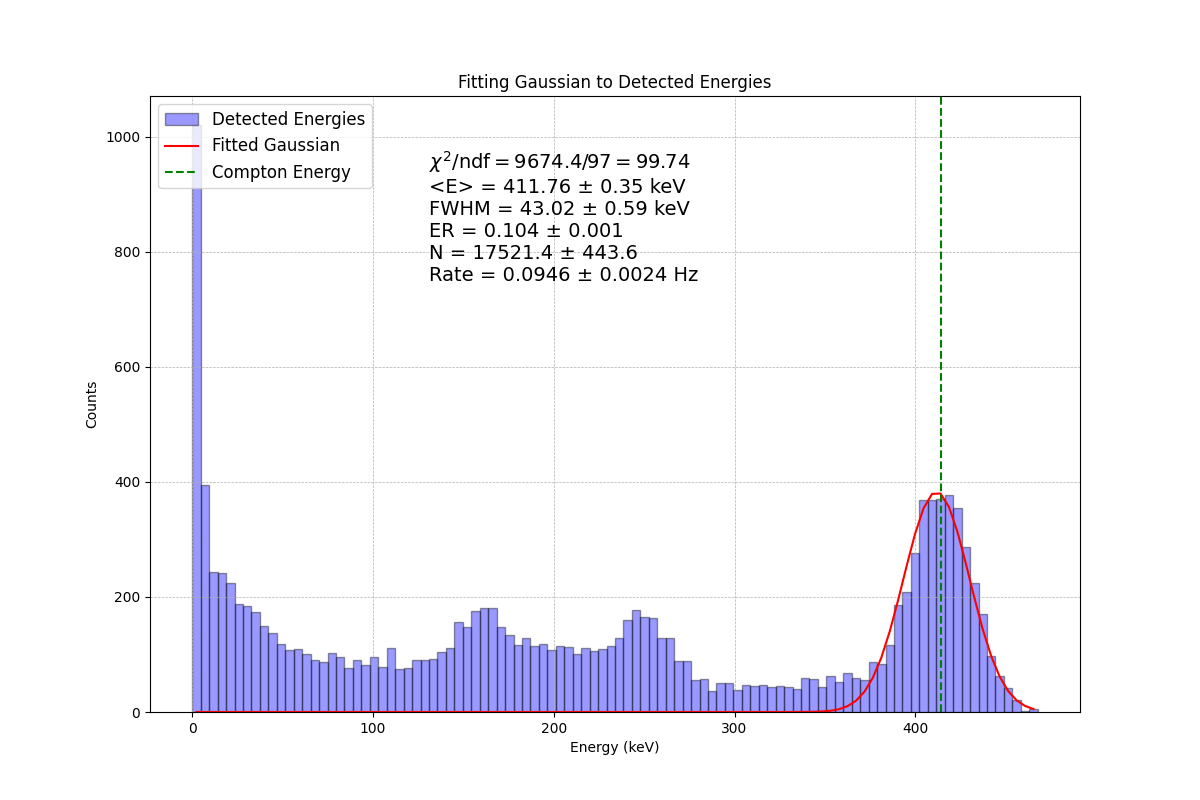 Fitting Gaussian to Detected Energies
Detected Energies
Fitted Gaussian
Compton Energy
χ²/ndf = 9674.4/97 = 99.74
<E> = 411.76 ± 0.35 keV
FWHM = 43.02 ± 0.59 keV
ER = 0.104 ± 0.001
N = 17521.4 ± 443.6
Rate = 0.0946 ± 0.0024 Hz
Counts
1000
800
600
400
200
0
0 100 200 300 400
Energy (keV)